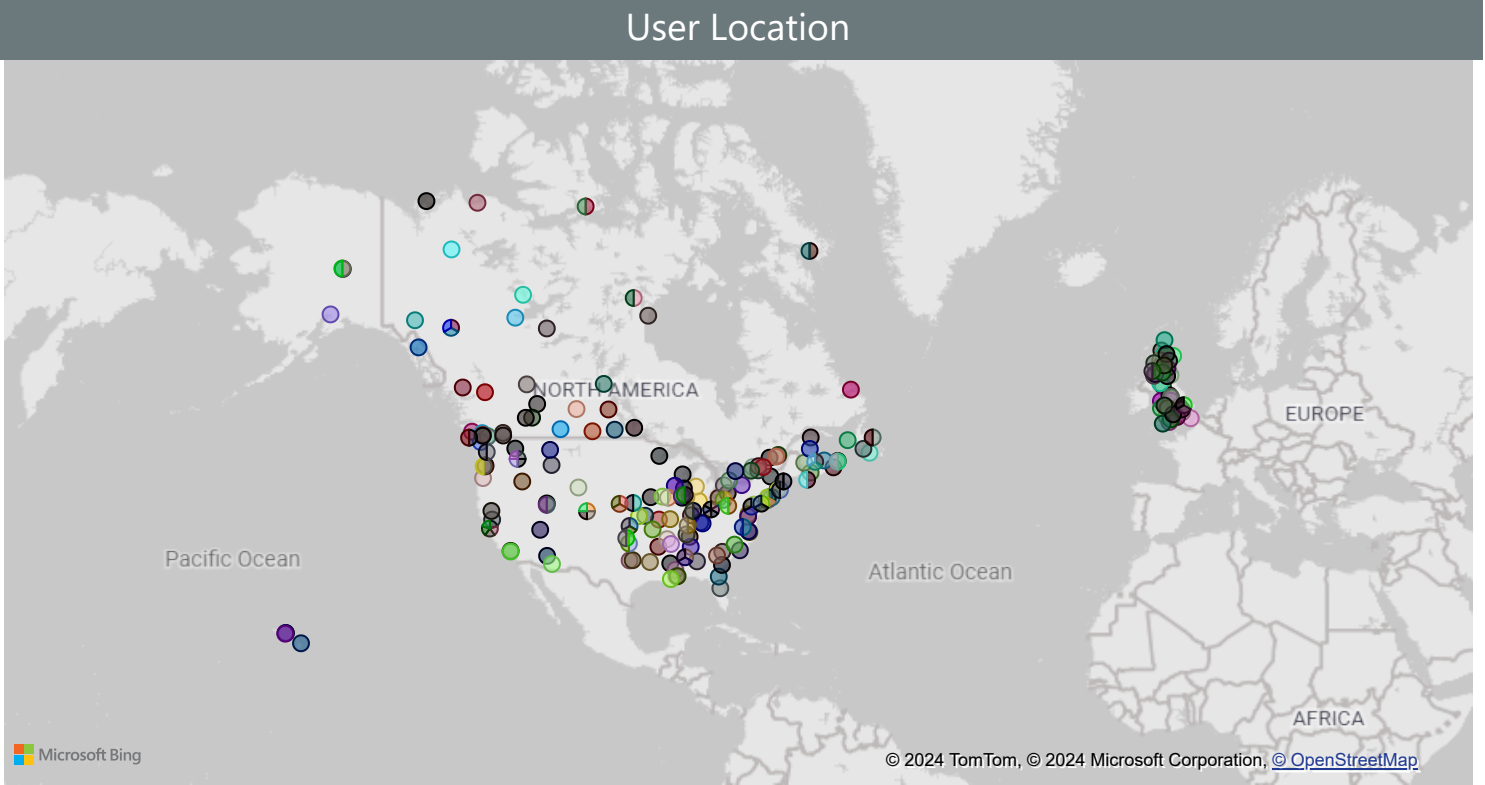 User Location
NORTH AMERICA
EUROPE
Pacific Ocean
Atlantic Ocean
AFRICA
Microsoft Bing
© 2024 TomTom, © 2024 Microsoft Corporation, © OpenStreetMap